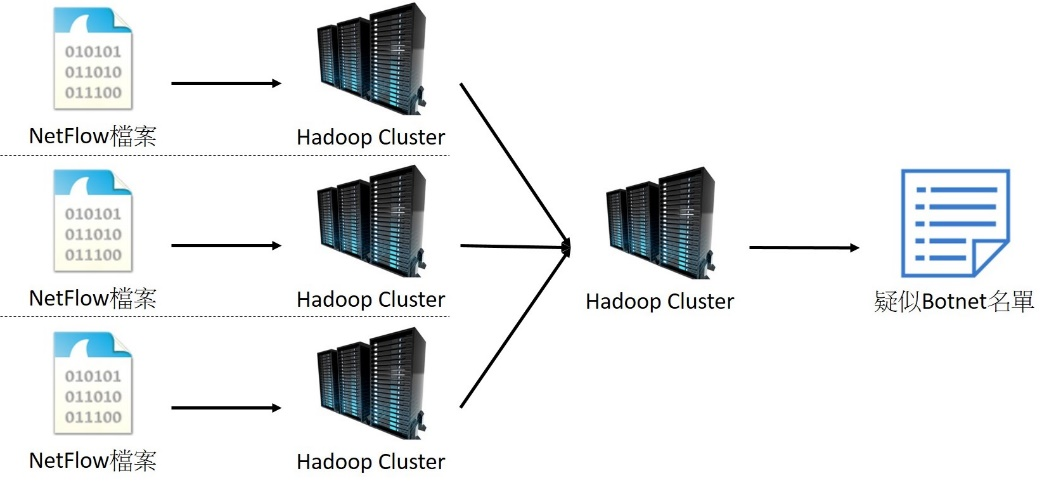 010101
011010
011100
NetFlow檔案
Hadoop Cluster
010101
011010
011100
NetFlow檔案
Hadoop Cluster
Hadoop Cluster
疑似Botnet名單
010101
011010
011100
NetFlow檔案
Hadoop Cluster